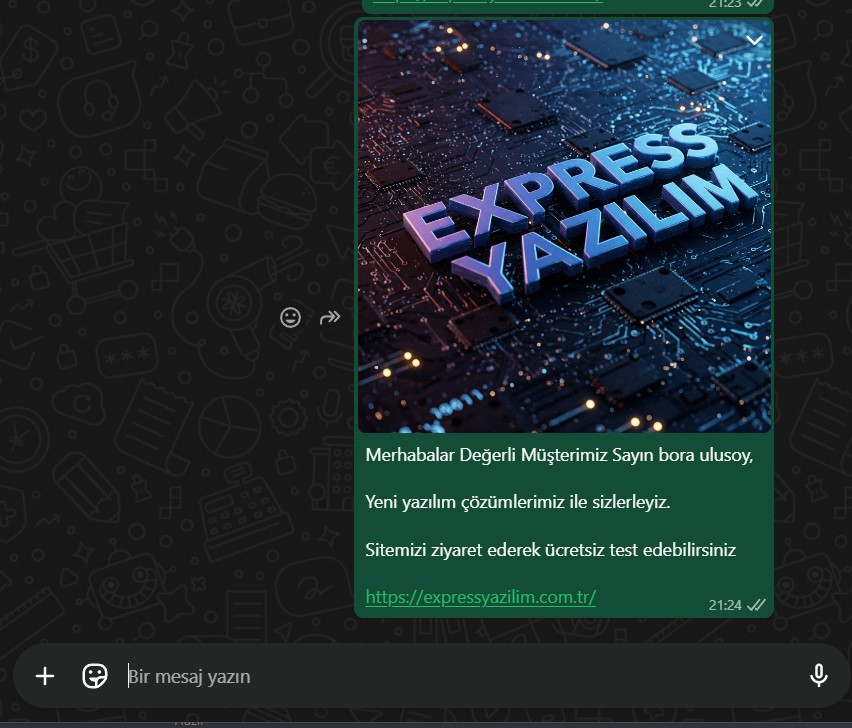 21:23
EXPRESS
YAZILIM
Merhabalar Değerli Müşterimiz Sayın bora ulusoy,
Yeni yazılım çözümlerimiz ile sizlerleyiz.
Sitemizi ziyaret ederek ücretsiz test edebilirsiniz
https://expressyazilim.com.tr/
21:24
Bir mesaj yazın